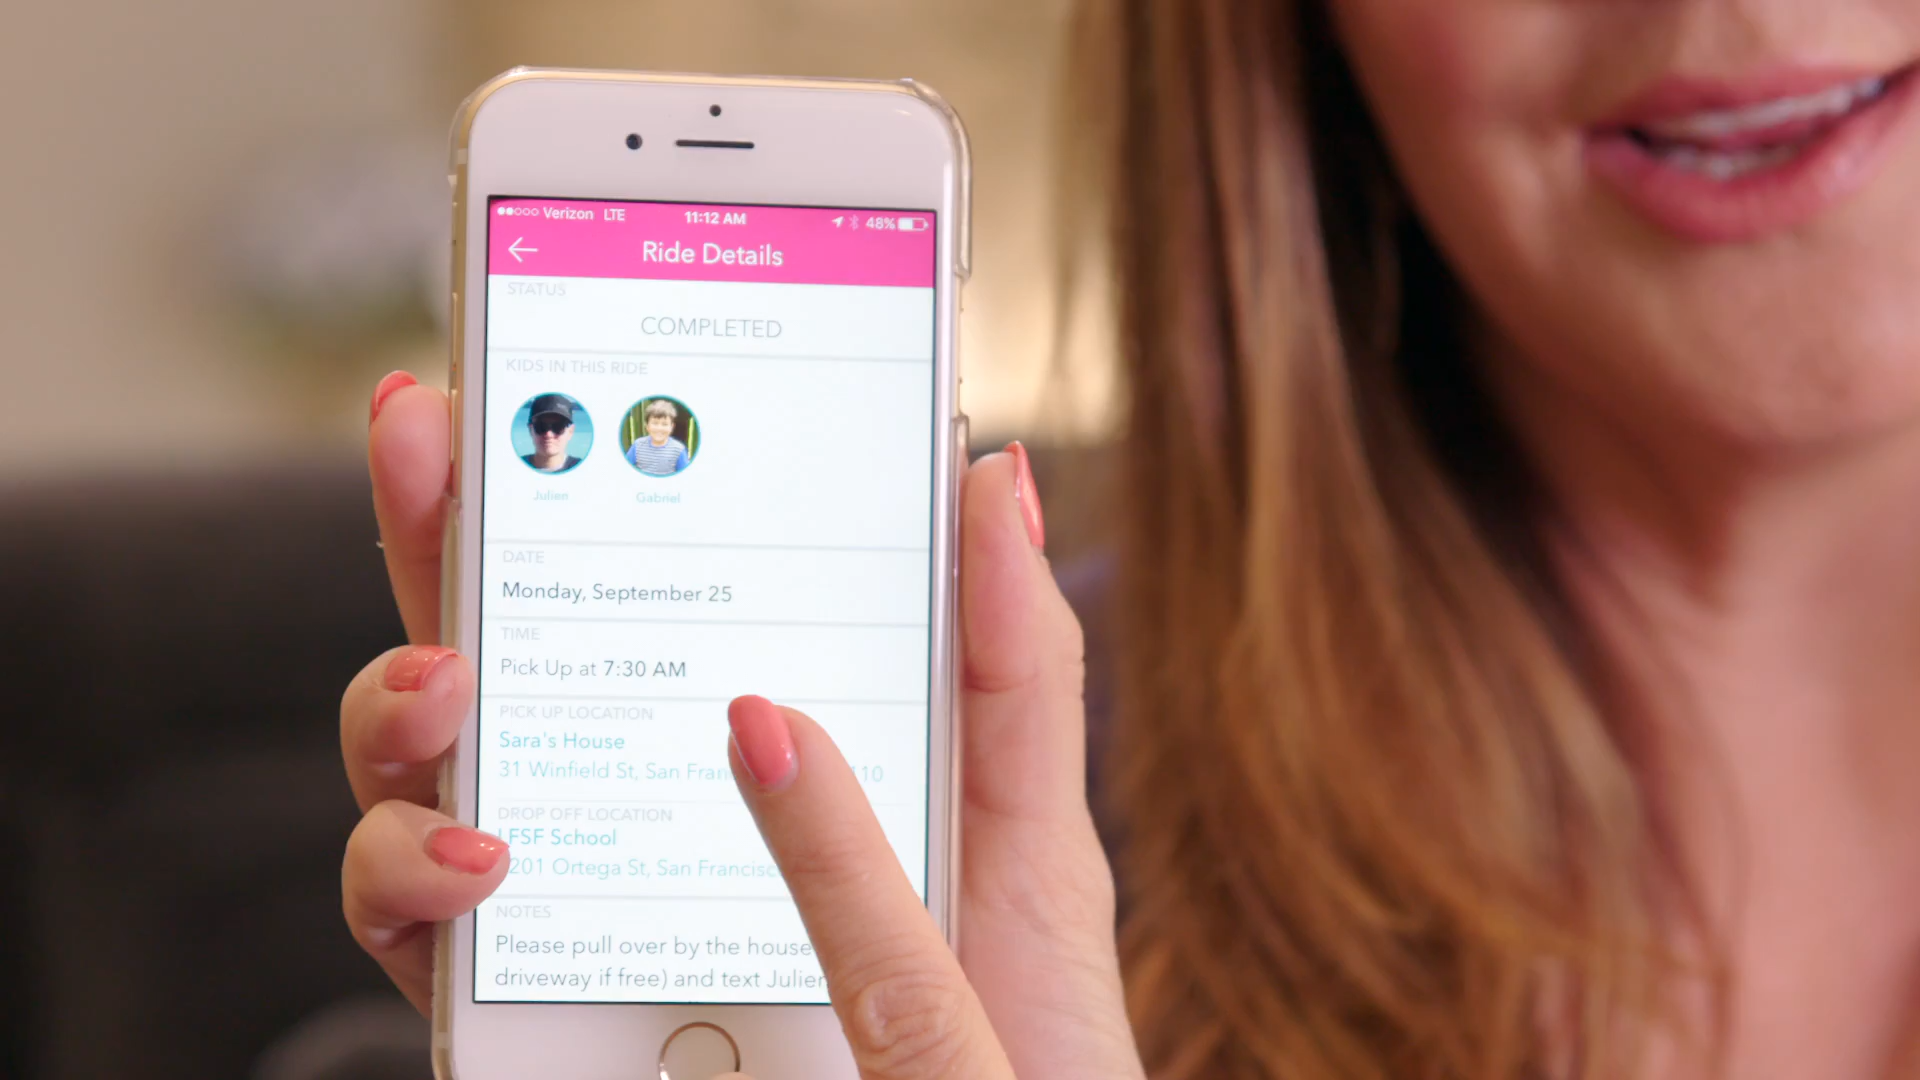 Verizon LTE 11:12 AM 48%
Ride Details
STATUS
COMPLETED
KIDS IN THIS RIDE
Julien Gabriel
DATE
Monday, September 25
TIME
Pick Up at 7:30 AM
PICK UP LOCATION
Sara's House
31 Winfield St, San Fran 110
DROP OFF LOCATION
LFSF School
201 Ortega St, San Francisc
NOTES
Please pull over by the house
driveway if free) and text Julien